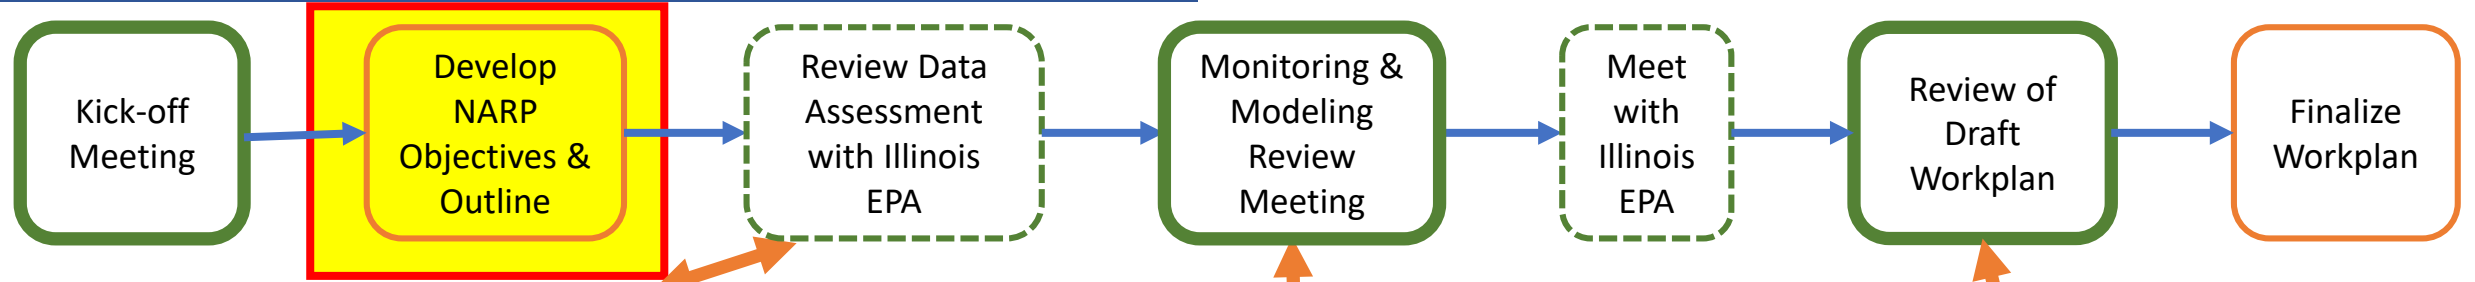 Kick-off
Meeting
Develop
NARP
Objectives &
Outline
Review Data
Assessment
with Illinois
EPA
Monitoring &
Modeling
Review
Meeting
Meet
with
Illinois
EPA
Review of
Draft
Workplan
Finalize
Workplan